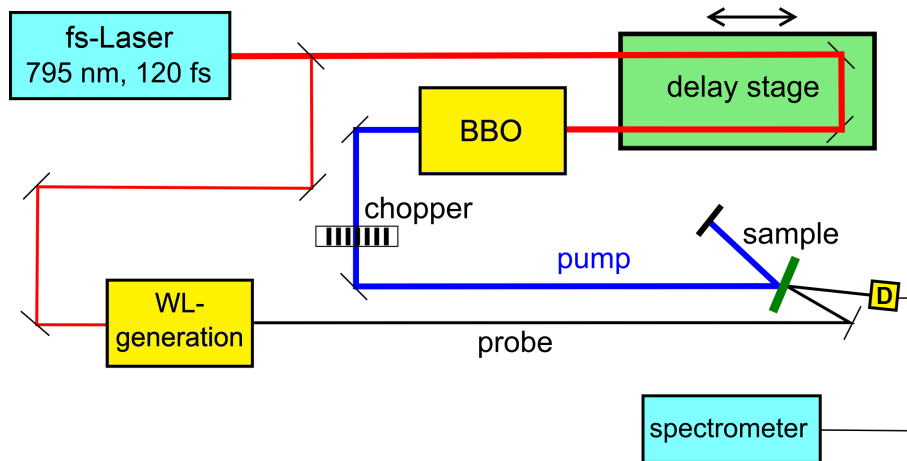 fs-Laser
795 nm, 120 fs
delay stage
BBO
chopper
sample
pump
D
WL-
generation
probe
spectrometer